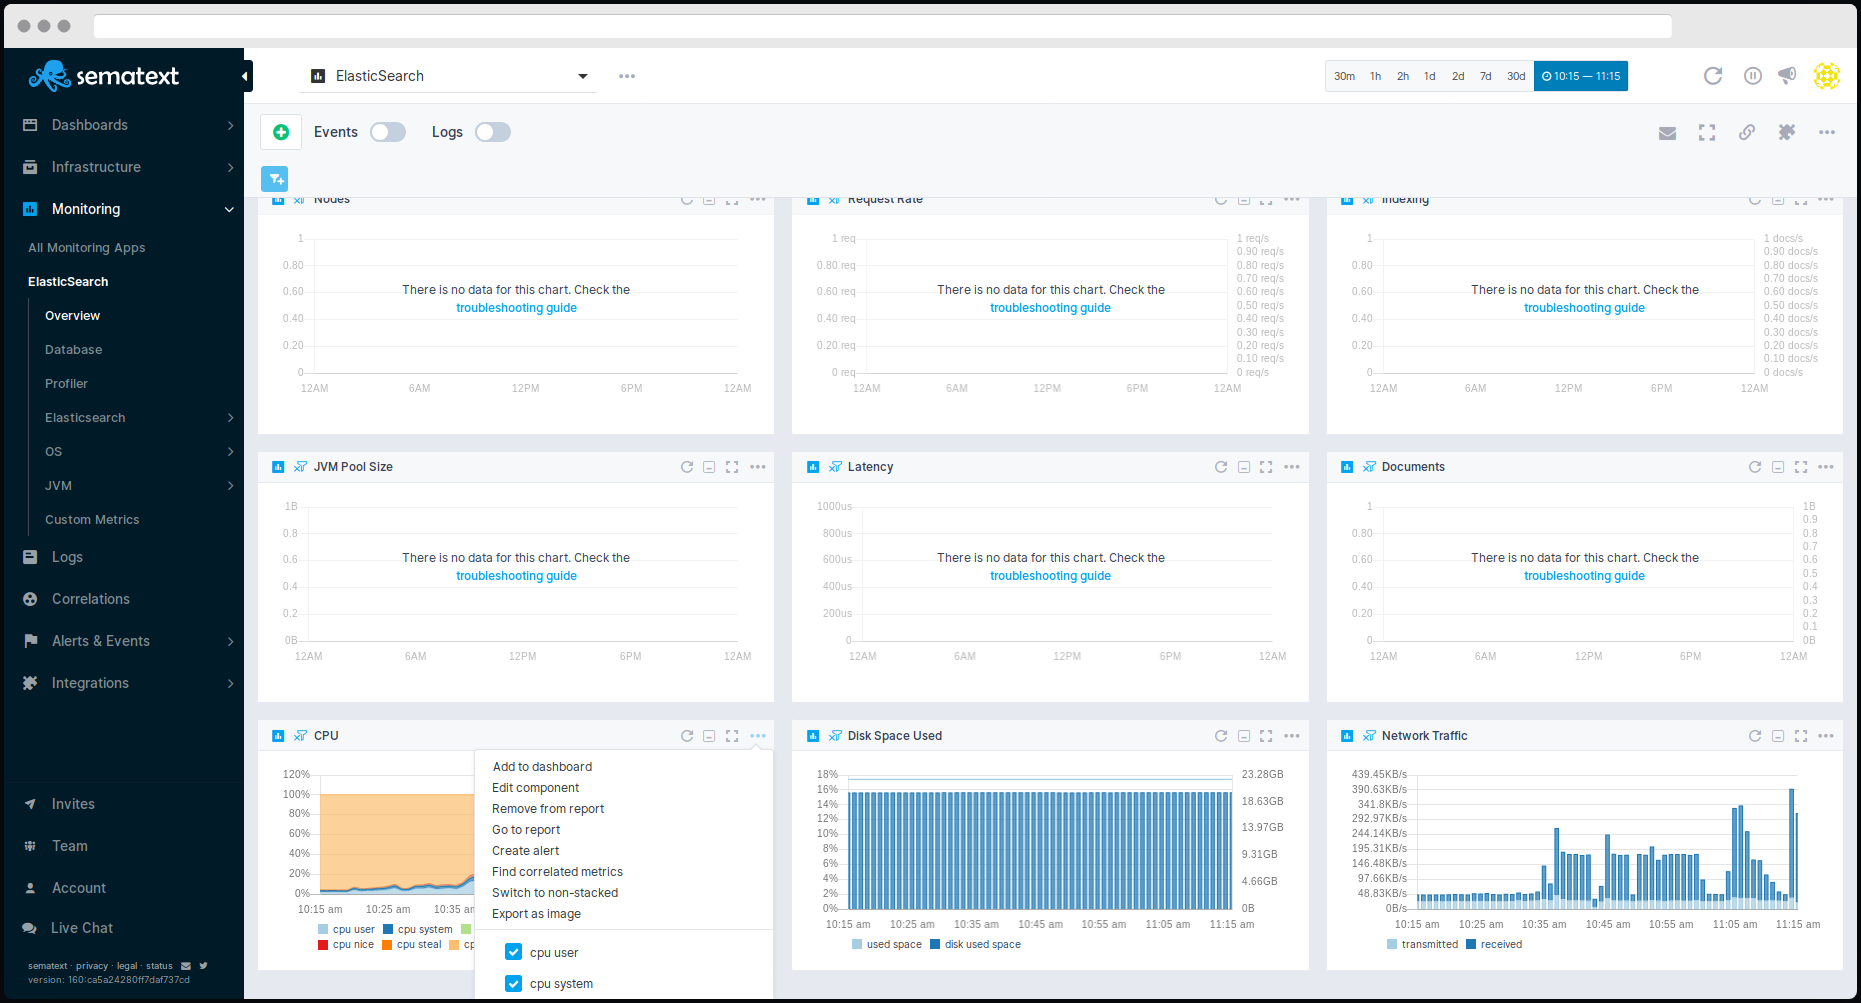 sematext
Dashboards
Infrastructure
Monitoring
All Monitoring Apps
ElasticSearch
Overview
Database
Profiler
Elasticsearch
OS
JVM
Custom Metrics
Logs
Correlations
Alerts & Events
Integrations
Invites
Team
Account
Live Chat
sematext · privacy · legal · status
version: 160:ca5a24280ff7daf737cd
ElasticSearch
30m 1h 2h 1d 2d 7d 30d 10:15 — 11:15
Events Logs
Nodes
1
0.80
0.60
0.40
0.20
0
There is no data for this chart. Check the
troubleshooting guide
12AM 6AM 12PM 6PM 12AM
Request Rate
1 req
0.80 req
0.60 req
0.40 req
0.20 req
0 req
There is no data for this chart. Check the
troubleshooting guide
1 req/s
0.90 req/s
0.80 req/s
0.70 req/s
0.60 req/s
0.50 req/s
0.40 req/s
0.30 req/s
0.20 req/s
0.10 req/s
0 req/s
12AM 6AM 12PM 6PM 12AM
Indexing
1
0.80
0.60
0.40
0.20
0
There is no data for this chart. Check the
troubleshooting guide
1 docs/s
0.90 docs/s
0.80 docs/s
0.70 docs/s
0.60 docs/s
0.50 docs/s
0.40 docs/s
0.30 docs/s
0.20 docs/s
0.10 docs/s
0 docs/s
12AM 6AM 12PM 6PM 12AM
JVM Pool Size
1B
0.8
0.6
0.4
0.2
0B
There is no data for this chart. Check the
troubleshooting guide
12AM 6AM 12PM 6PM 12AM
Latency
1000us
800us
600us
400us
200us
0
There is no data for this chart. Check the
troubleshooting guide
12AM 6AM 12PM 6PM 12AM
Documents
1
0.80
0.60
0.40
0.20
0
There is no data for this chart. Check the
troubleshooting guide
1B
0.9
0.8
0.7
0.6
0.5
0.4
0.3
0.2
0.1
0B
12AM 6AM 12PM 6PM 12AM
CPU
120%
100%
80%
60%
40%
20%
0%
10:15 am 10:25 am 10:35 am
cpu user cpu system
cpu nice cpu steal cp
Add to dashboard
Edit component
Remove from report
Go to report
Create alert
Find correlated metrics
Switch to non-stacked
Export as image
cpu user
cpu system
Disk Space Used
18%
16%
14%
12%
10%
8%
6%
4%
2%
0%
23.28GB
18.63GB
13.97GB
9.31GB
4.66GB
0B
10:15 am 10:25 am 10:35 am 10:45 am 10:55 am 11:05 am 11:15 am
used space disk used space
Network Traffic
439.45KB/s
390.63KB/s
341.8KB/s
292.97KB/s
244.14KB/s
195.31KB/s
146.48KB/s
97.66KB/s
48.83KB/s
0B/s
10:15 am 10:25 am 10:35 am 10:45 am 10:55 am 11:05 am 11:15 am
transmitted received